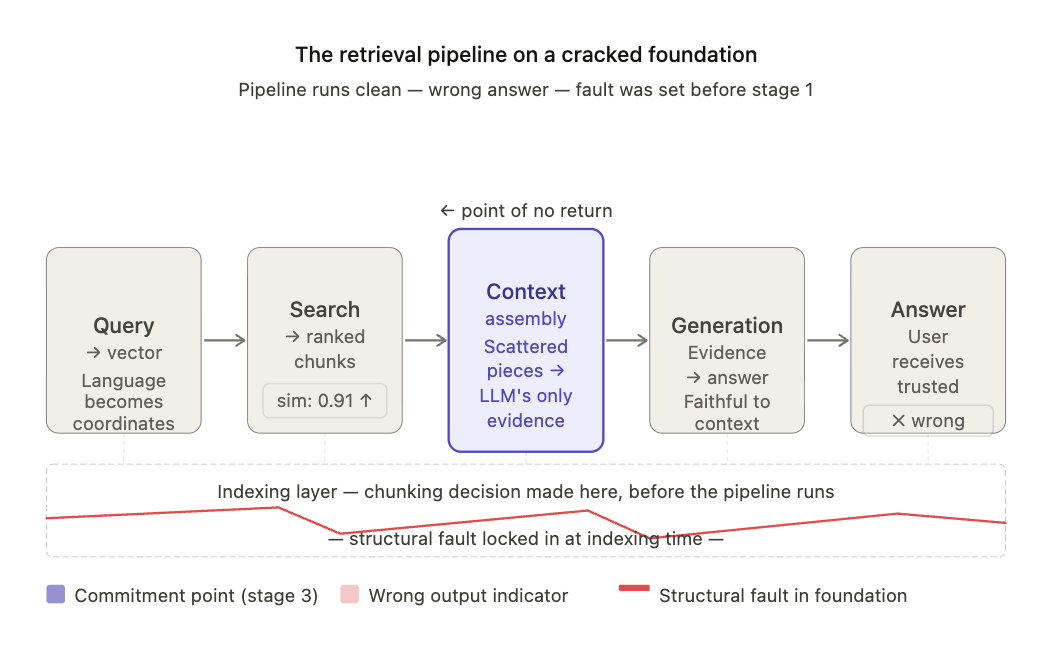 The retrieval pipeline on a cracked foundation
Pipeline runs clean — wrong answer — fault was set before stage 1
← point of no return
Query
→ vector
Language
becomes
coordinates
Search
→ ranked
chunks
sim: 0.91 ↑
Context
assembly
Scattered
pieces →
LLM's only
evidence
Generation
Evidence
→ answer
Faithful to
context
Answer
User
receives
trusted
× wrong
Indexing layer — chunking decision made here, before the pipeline runs
— structural fault locked in at indexing time —
Commitment point (stage 3)
Wrong output indicator
Structural fault in foundation